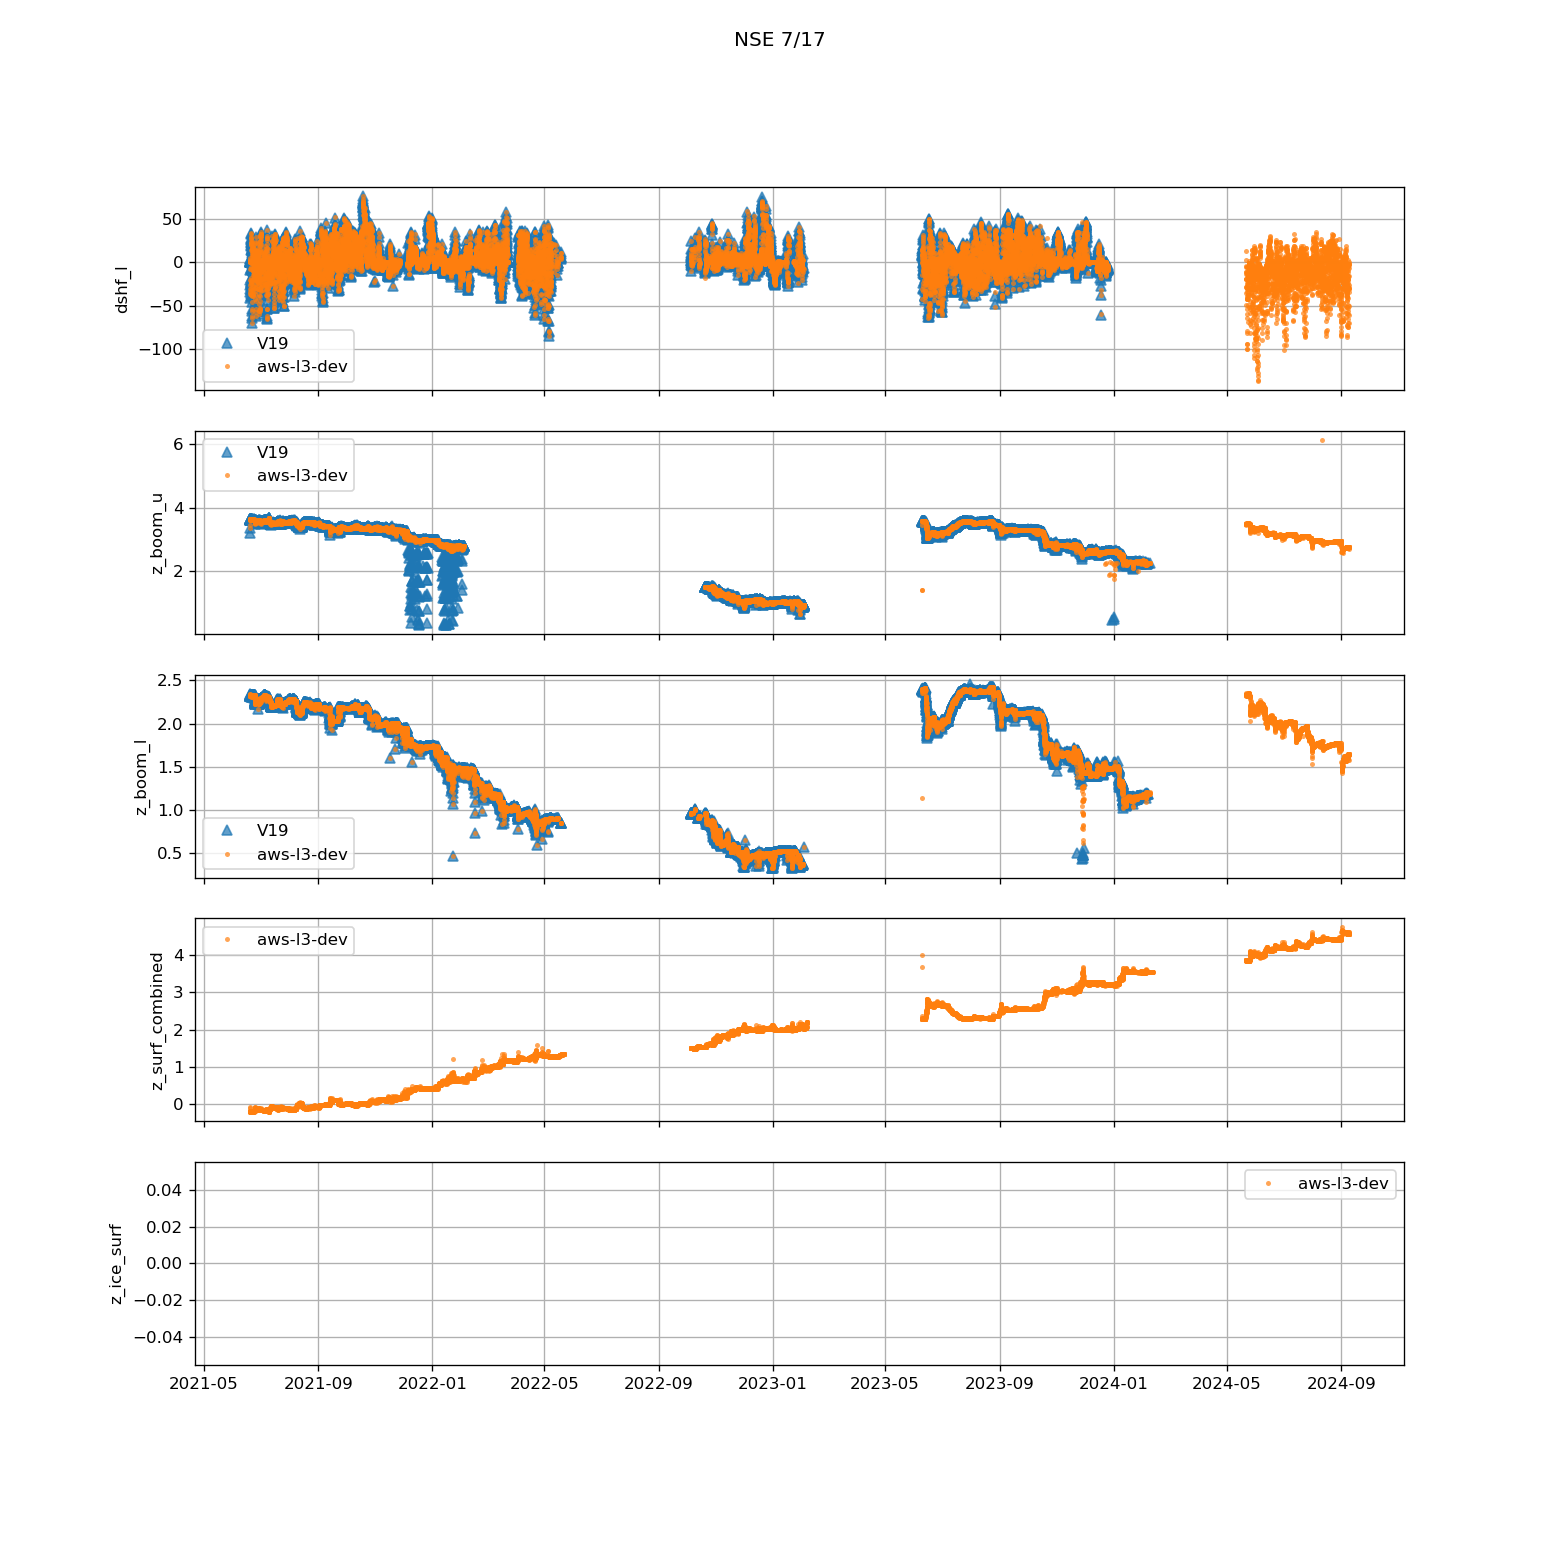 NSE 7/17
dshf_l
50
0
−50
−100
V19
aws-l3-dev
z_boom_u
6
4
2
V19
aws-l3-dev
z_boom_l
2.5
2.0
1.5
1.0
0.5
V19
aws-l3-dev
z_surf_combined
4
3
2
1
0
aws-l3-dev
z_ice_surf
0.04
0.02
0.00
−0.02
−0.04
aws-l3-dev
2021-05 2021-09 2022-01 2022-05 2022-09 2023-01 2023-05 2023-09 2024-01 2024-05 2024-09